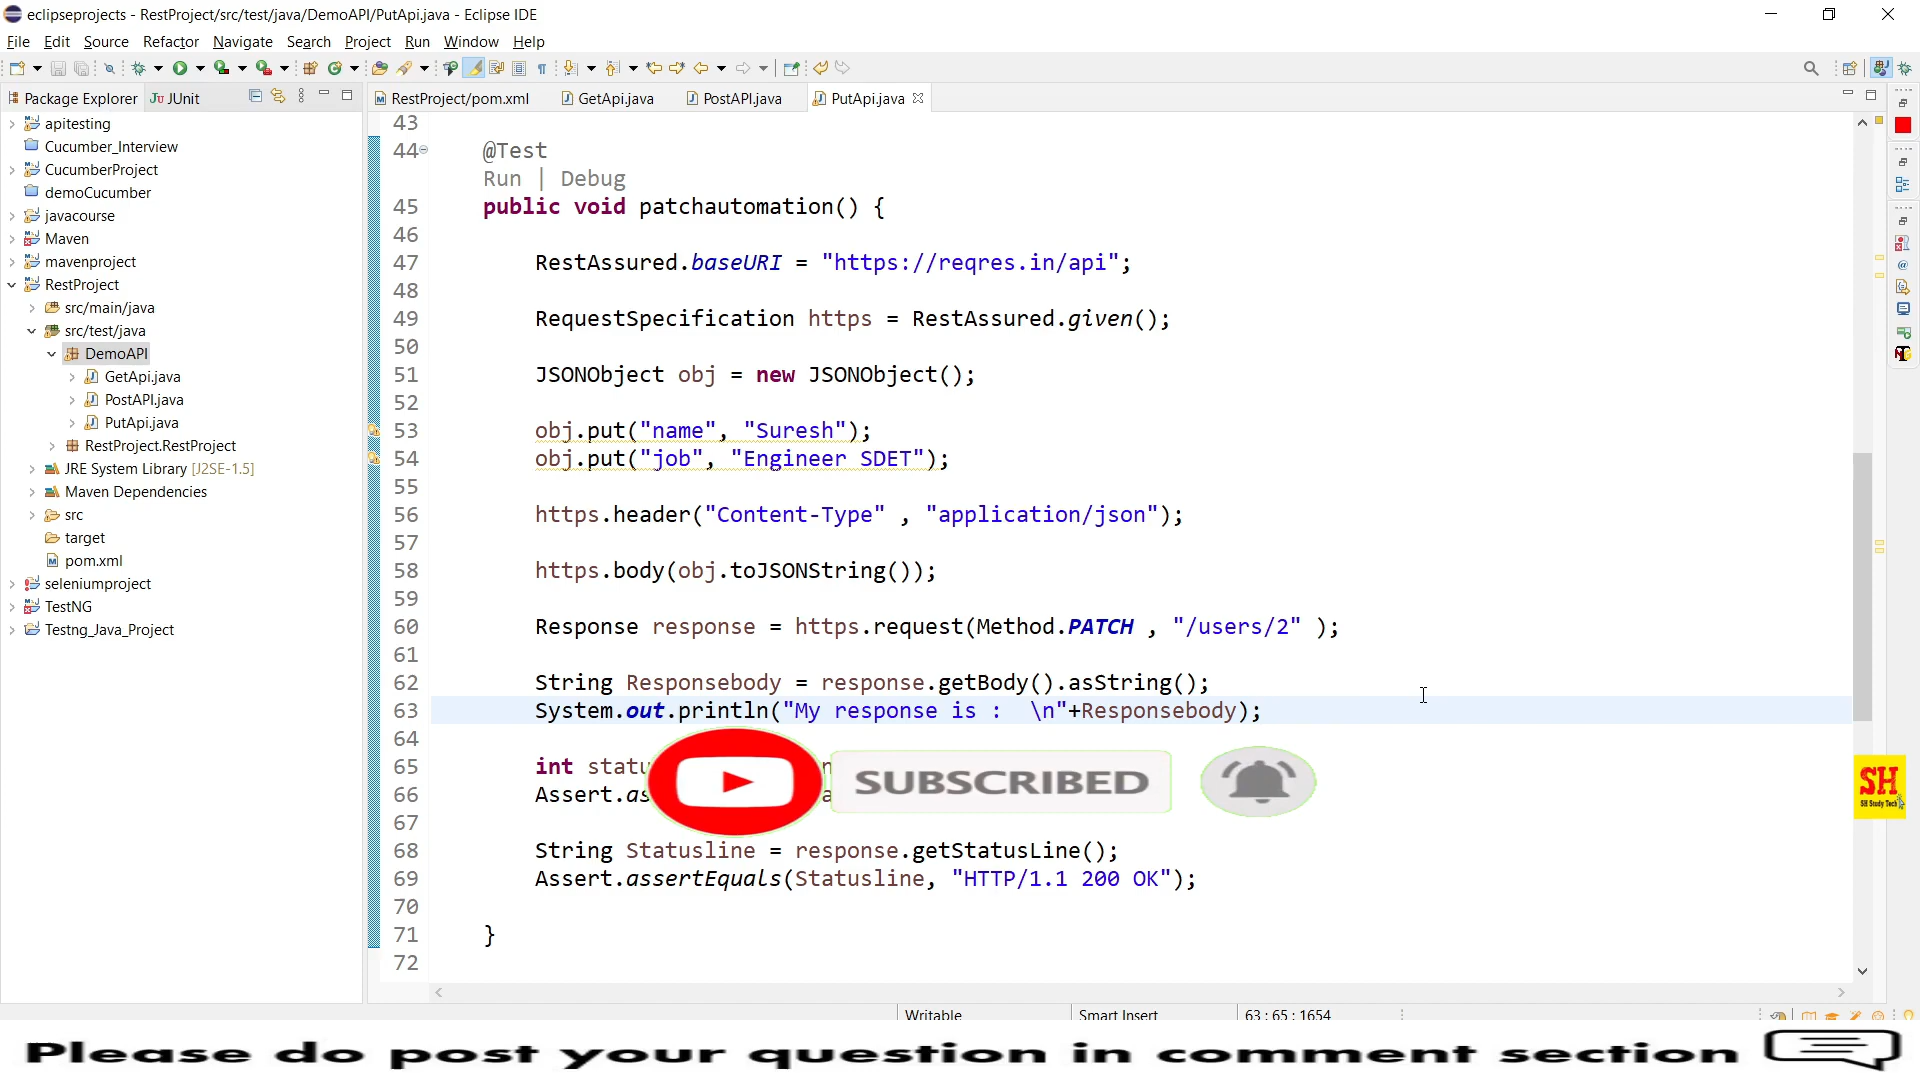 eclipseprojects - RestProject/src/test/java/DemoAPI/PutApi.java - Eclipse IDE
File Edit Source Refactor Navigate Search Project Run Window Help
Package Explorer JUnit
RestProject/pom.xml GetApi.java PostAPI.java PutApi.java
apitesting
Cucumber_Interview
CucumberProject
demoCucumber
javacourse
Maven
mavenproject
RestProject
src/main/java
src/test/java
DemoAPI
GetApi.java
PostAPI.java
PutApi.java
RestProject.RestProject
JRE System Library [J2SE-1.5]
Maven Dependencies
src
target
pom.xml
seleniumproject
TestNG
Testng_Java_Project
43
44 @Test
Run | Debug
45 public void patchautomation() {
46
47 RestAssured.baseURI = "https://reqres.in/api";
48
49 RequestSpecification https = RestAssured.given();
50
51 JSONObject obj = new JSONObject();
52
53 obj.put("name", "Suresh");
54 obj.put("job", "Engineer SDET");
55
56 https.header("Content-Type" , "application/json");
57
58 https.body(obj.toJSONString());
59
60 Response response = https.request(Method.PATCH , "/users/2" );
61
62 String Responsebody = response.getBody().asString();
63 System.out.println("My response is :  \n"+Responsebody);
64
65 int
66
67
68 String Statusline = response.getStatusLine();
69 Assert.assertEquals(Statusline, "HTTP/1.1 200 OK");
70
71 }
72
SUBSCRIBED
SH
SH Study Tech
Writable Smart Insert 63 : 65 : 1654
Please do post your question in comment section